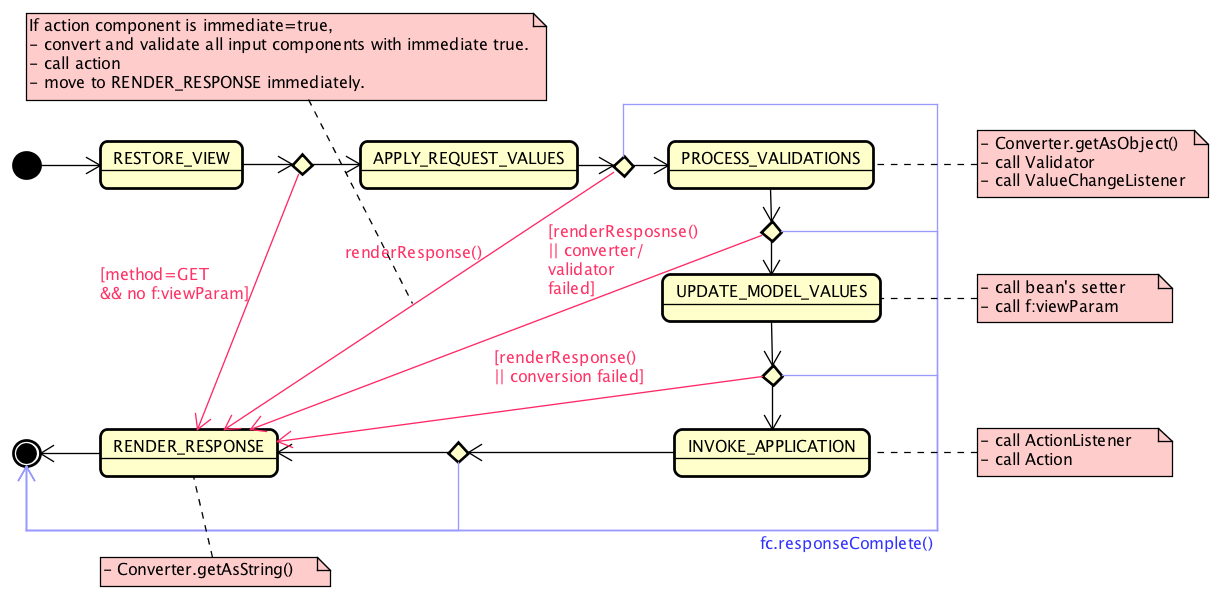 If action component is immediate=true,
- convert and validate all input components with immediate true.
- call action
- move to RENDER_RESPONSE immediately.
RESTORE_VIEW
APPLY_REQUEST_VALUES
PROCESS_VALIDATIONS
- Converter.getAsObject()
- call Validator
- call ValueChangeListener
[method=GET
&& no f:viewParam]
renderResponse()
[renderResposnse()
|| converter/
validator
failed]
UPDATE_MODEL_VALUES
- call bean's setter
- call f:viewParam
[renderResponse()
|| conversion failed]
RENDER_RESPONSE
INVOKE_APPLICATION
- call ActionListener
- call Action
fc.responseComplete()
- Converter.getAsString()